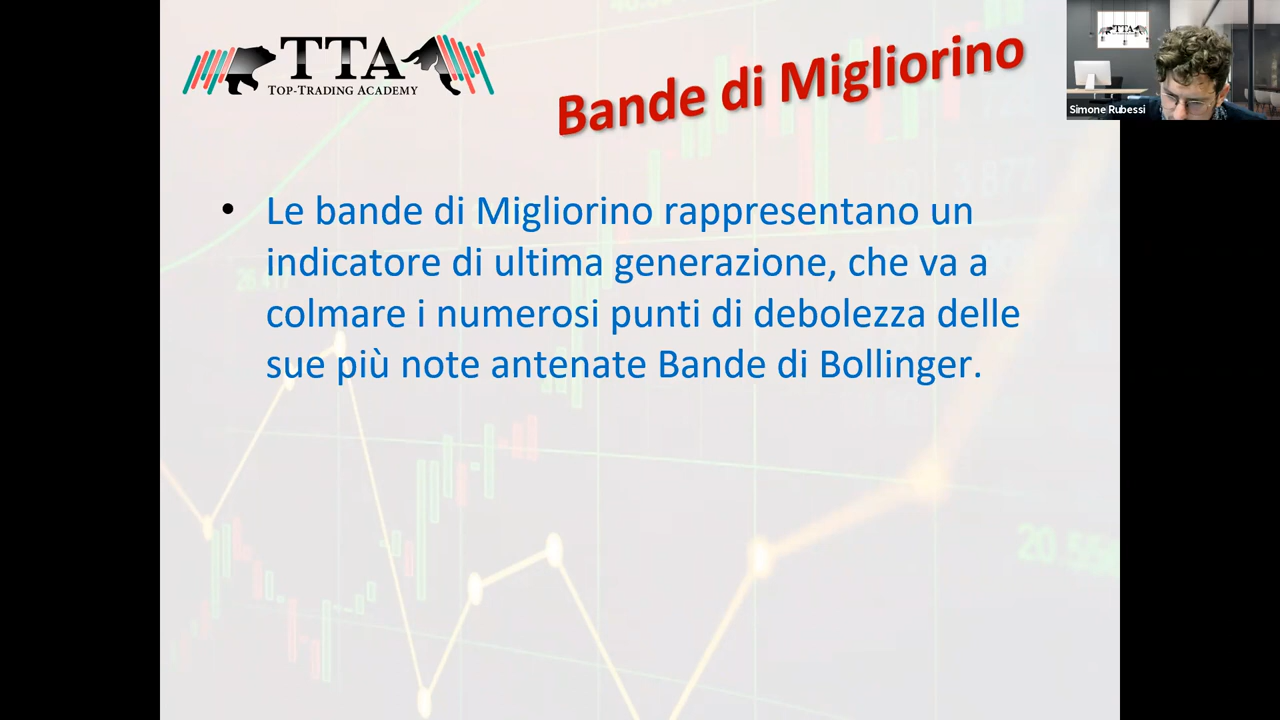 TTA
TOP-TRADING ACADEMY
Bande di Migliorino
Simone Rubessi
• Le bande di Migliorino rappresentano un
indicatore di ultima generazione, che va a
colmare i numerosi punti di debolezza delle
sue più note antenate Bande di Bollinger.